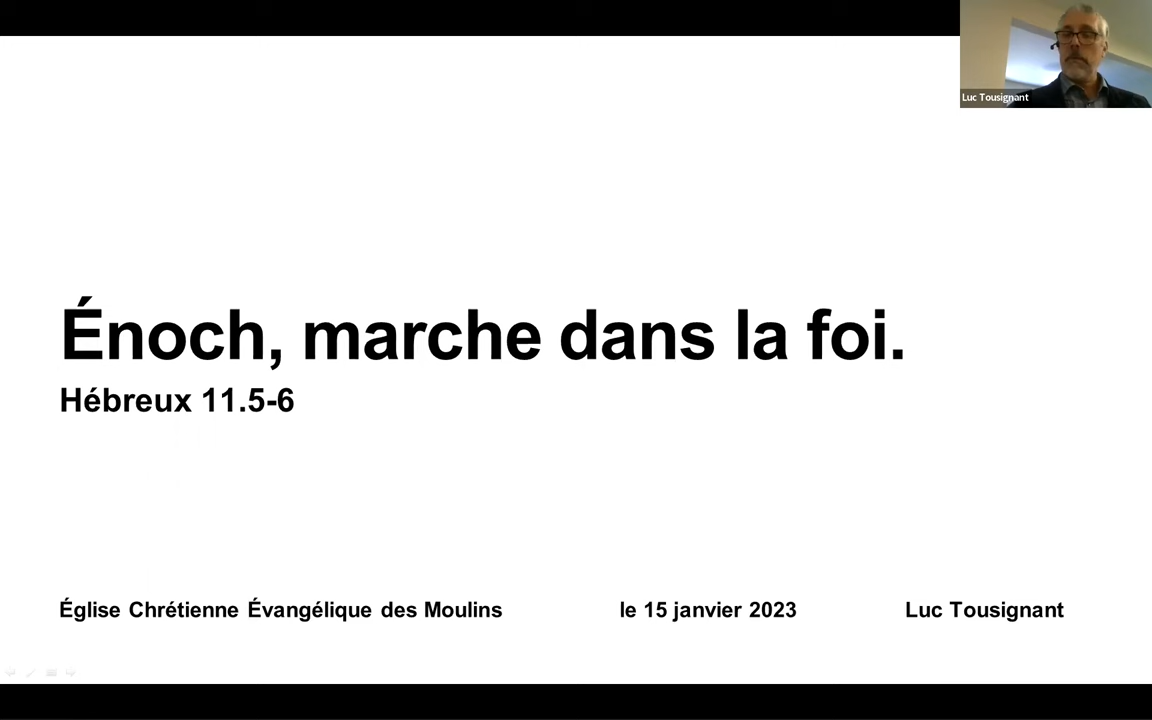 Luc Tousignant
Énoch, marche dans la foi.
Hébreux 11.5-6
Église Chrétienne Évangélique des Moulins le 15 janvier 2023 Luc Tousignant